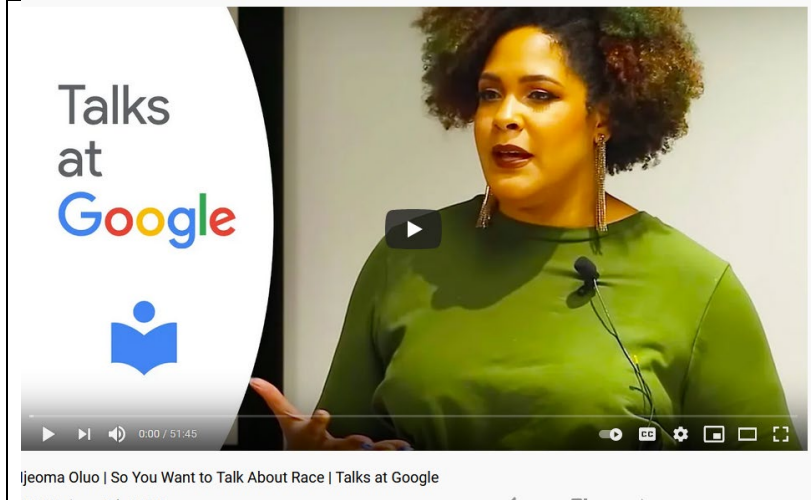 Talks
at
Google
0:00 / 51:45
CC
Ijeoma Oluo | So You Want to Talk About Race | Talks at Google